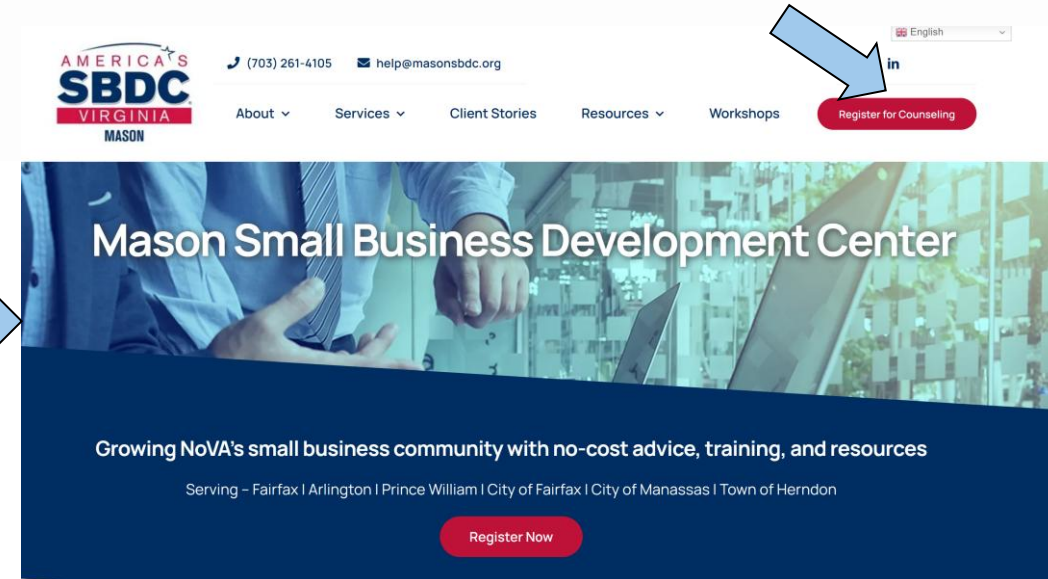 English
AMERICA'S
SBDC
VIRGINIA
MASON
(703) 261-4105 help@masonsbdc.org in
About Services Client Stories Resources Workshops Register for Counseling
Mason Small Business Development Center
Growing NoVA's small business community with no-cost advice, training, and resources
Serving – Fairfax | Arlington | Prince William | City of Fairfax | City of Manassas | Town of Herndon
Register Now